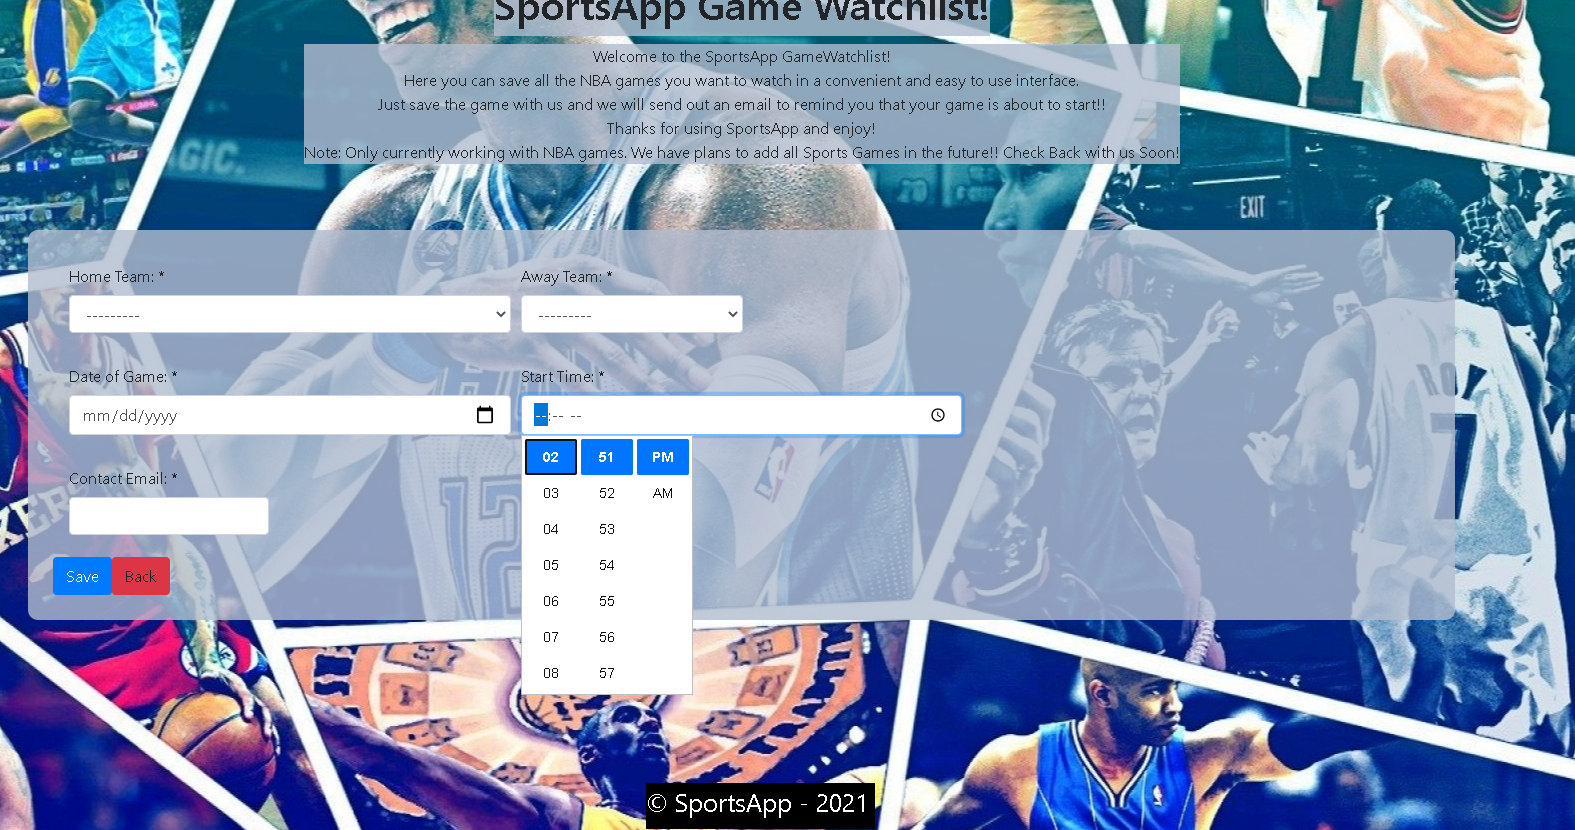 SportsApp Game Watchlist!
Welcome to the SportsApp GameWatchlist!
Here you can save all the NBA games you want to watch in a convenient and easy to use interface.
Just save the game with us and we will send out an email to remind you that your game is about to start!!
Thanks for using SportsApp and enjoy!
Note: Only currently working with NBA games. We have plans to add all Sports Games in the future!! Check Back with us Soon!
AGIC.
EXIT
Home Team: * Away Team: *
--------- ---------
Date of Game: * Start Time: *
mm/dd/yyyy --:-- --
02 51 PM
03 52 AM
04 53
05 54
06 55
07 56
08 57
Contact Email: *
Save Back
© SportsApp - 2021